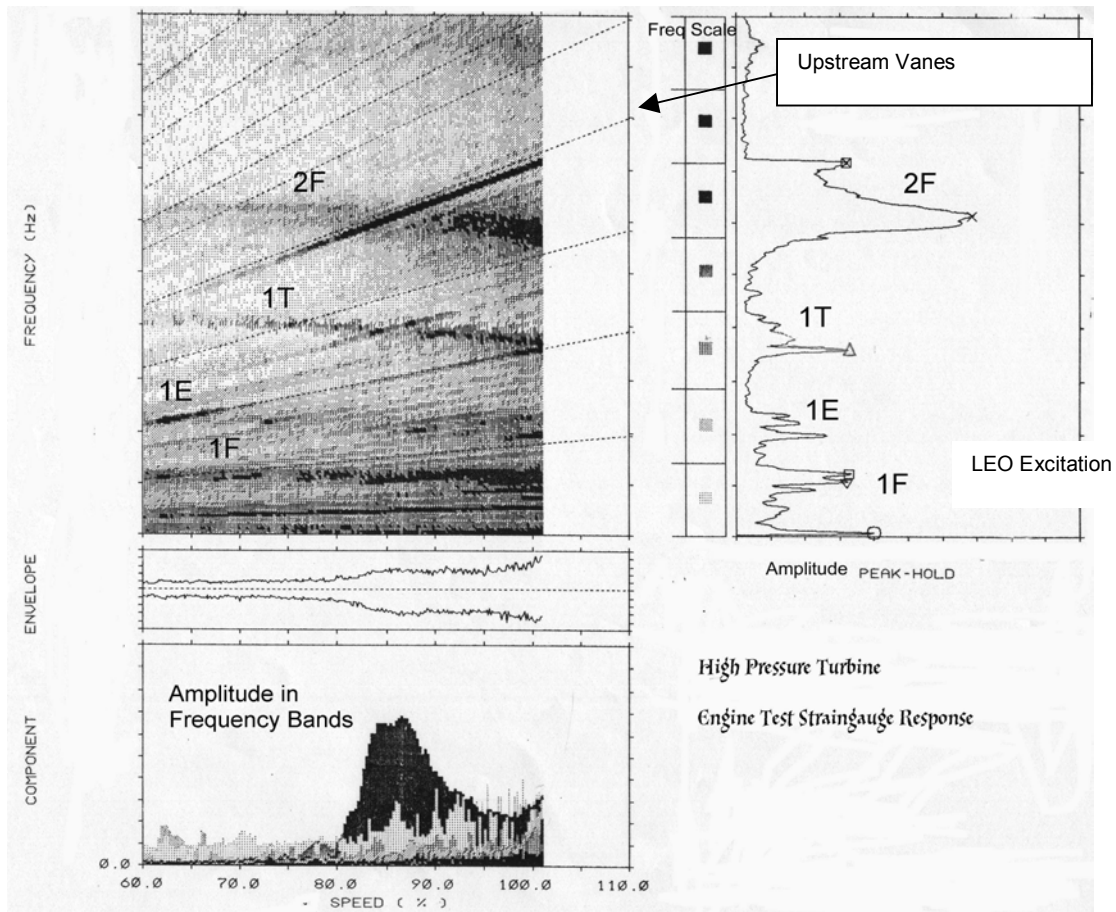 Freq Scale
Upstream Vanes
2F
2F
FREQUENCY (Hz)
1T
1T
1E
1E
1F
LEO Excitation
1F
Amplitude PEAK-HOLD
ENVELOPE
High Pressure Turbine
Amplitude in
Frequency Bands
Engine Test Straingauge Response
COMPONENT
0.0
60.0 70.0 80.0 90.0 100.0 110.0
- SPEED ( % )